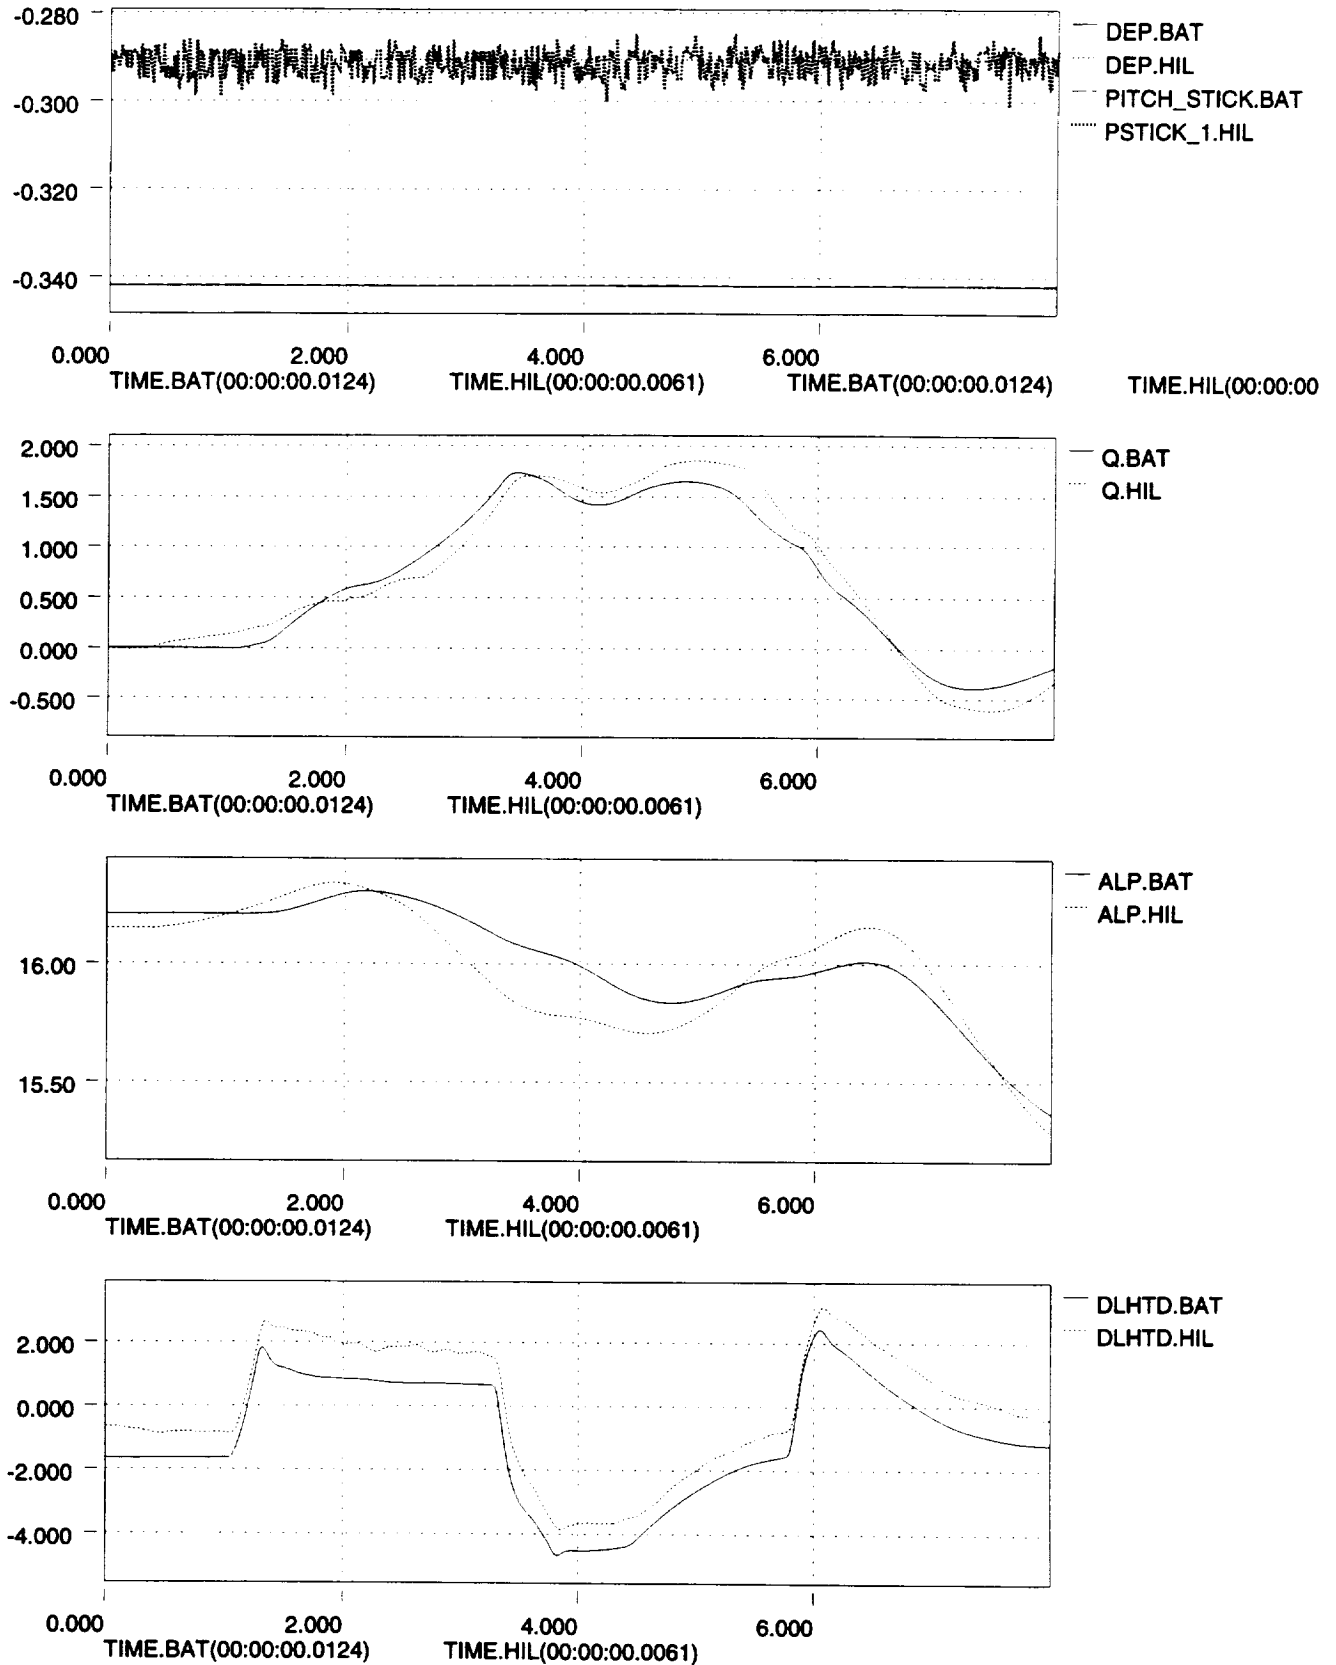 -0.280
-0.300
-0.320
-0.340
DEP.BAT
DEP.HIL
PITCH_STICK.BAT
PSTICK_1.HIL
0.000 2.000 4.000 6.000
TIME.BAT(00:00:00.0124) TIME.HIL(00:00:00.0061) TIME.BAT(00:00:00.0124) TIME.HIL(00:00:00
2.000
1.500
1.000
0.500
0.000
-0.500
Q.BAT
Q.HIL
0.000 2.000 4.000 6.000
TIME.BAT(00:00:00.0124) TIME.HIL(00:00:00.0061)
16.00
15.50
ALP.BAT
ALP.HIL
0.000 2.000 4.000 6.000
TIME.BAT(00:00:00.0124) TIME.HIL(00:00:00.0061)
2.000
0.000
-2.000
-4.000
DLHTD.BAT
DLHTD.HIL
0.000 2.000 4.000 6.000
TIME.BAT(00:00:00.0124) TIME.HIL(00:00:00.0061)